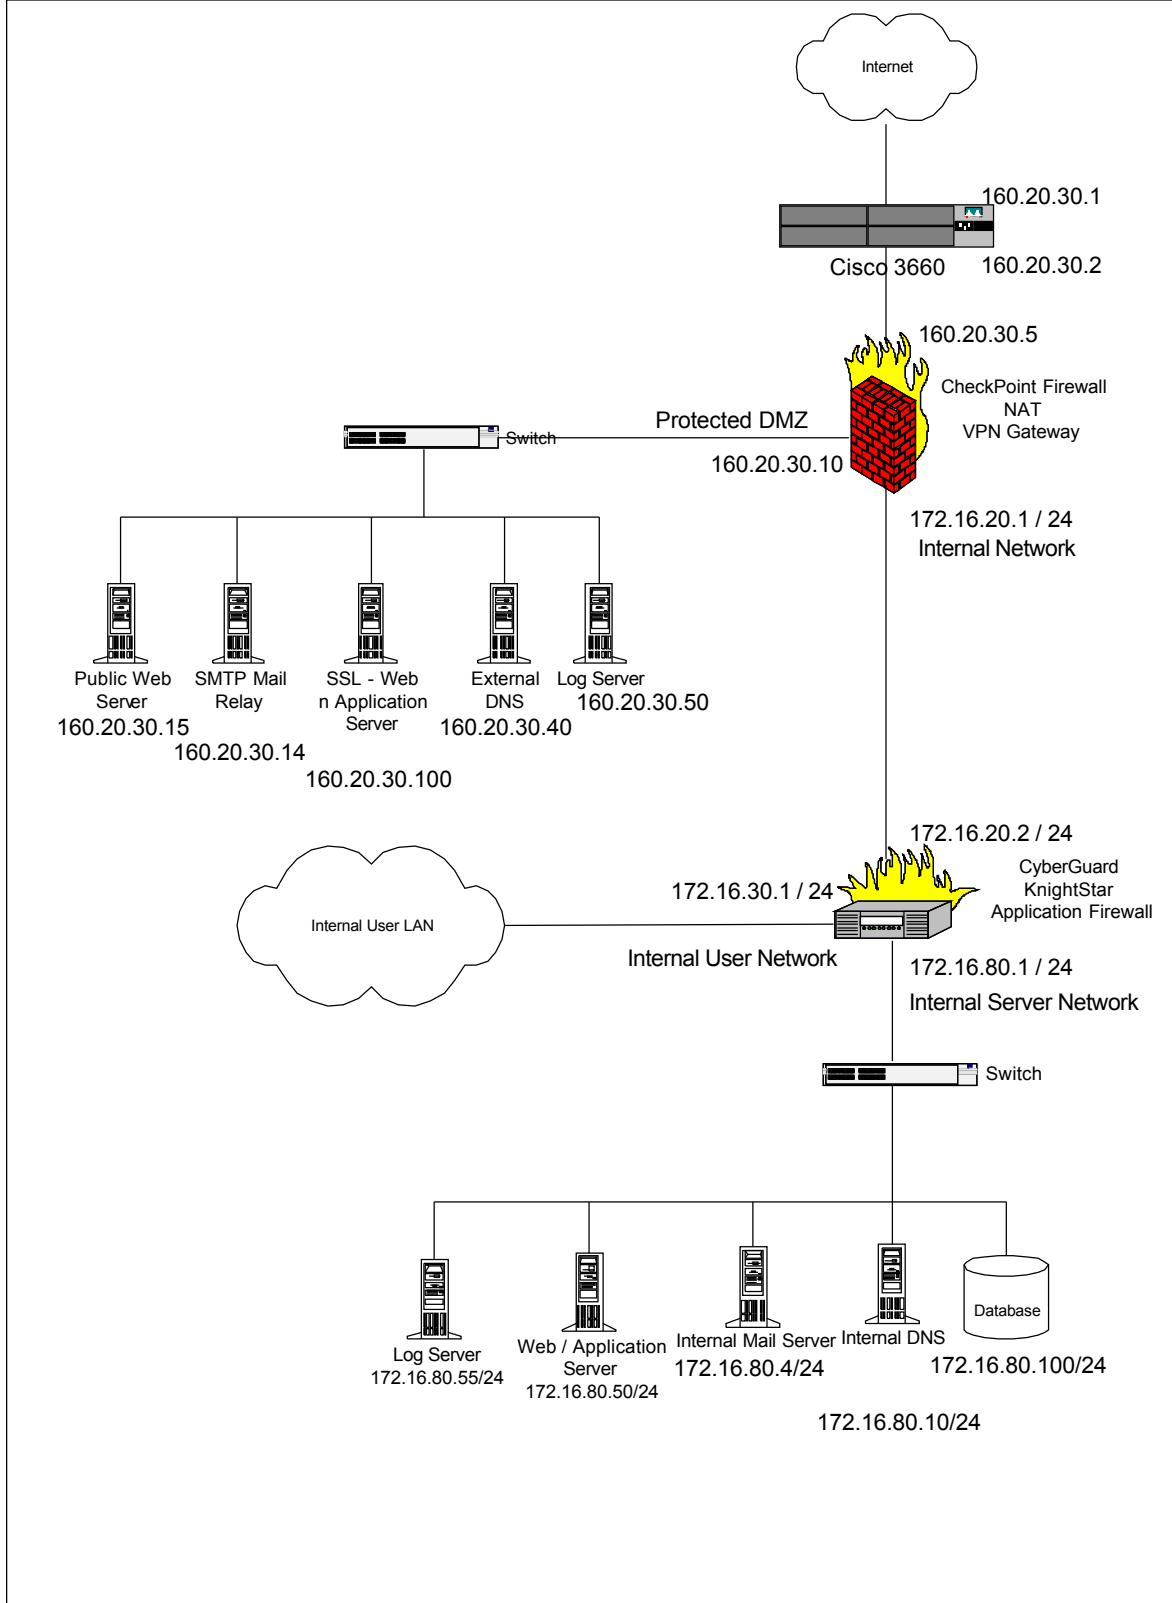 Internet
160.20.30.1
Cisco 3660
160.20.30.2
160.20.30.5
CheckPoint Firewall
NAT
VPN Gateway
Protected DMZ
Switch
160.20.30.10
172.16.20.1 / 24
Internal Network
Public Web
Server
160.20.30.15
SMTP Mail
Relay
160.20.30.14
SSL - Web
n Application
Server
160.20.30.100
External
DNS
160.20.30.40
Log Server
160.20.30.50
172.16.20.2 / 24
CyberGuard
KnightStar
Application Firewall
172.16.30.1 / 24
Internal User LAN
Internal User Network
172.16.80.1 / 24
Internal Server Network
Switch
Log Server
172.16.80.55/24
Web / Application
Server
172.16.80.50/24
Internal Mail Server
172.16.80.4/24
Internal DNS
172.16.80.10/24
Database
172.16.80.100/24